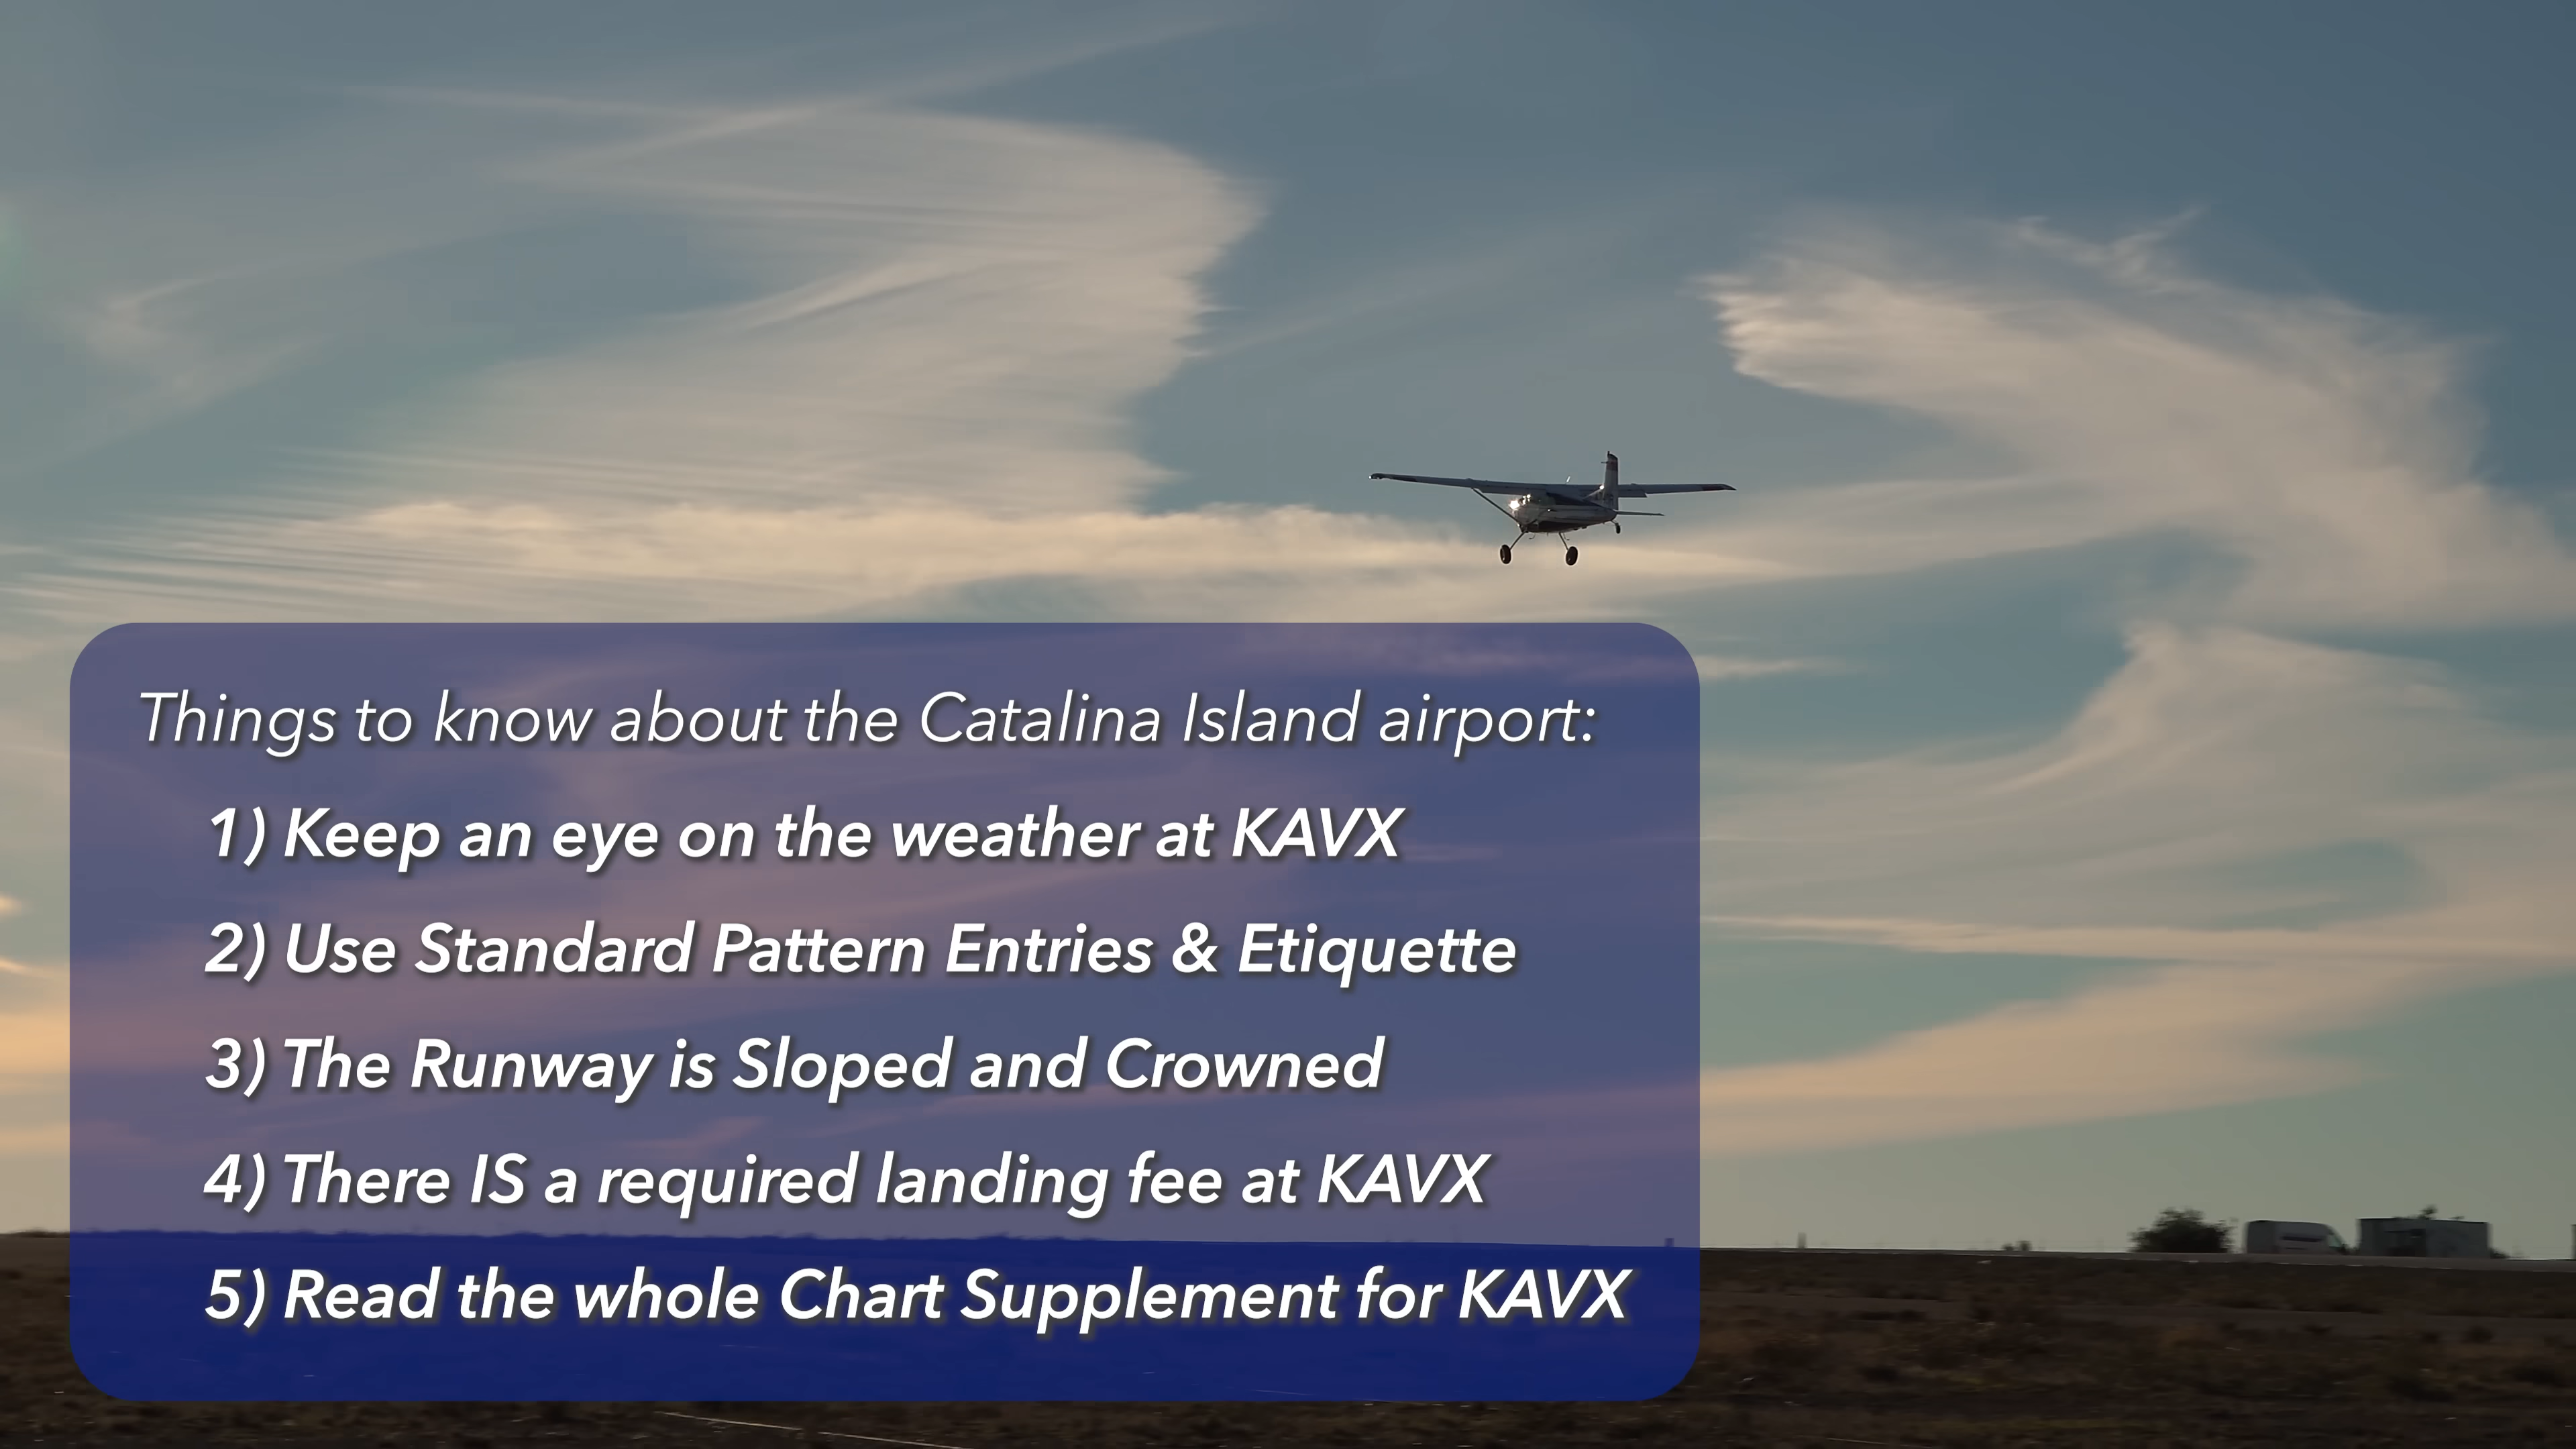 Things to know about the Catalina Island airport:
1) Keep an eye on the weather at KAVX
2) Use Standard Pattern Entries & Etiquette
3) The Runway is Sloped and Crowned
4) There IS a required landing fee at KAVX
5) Read the whole Chart Supplement for KAVX